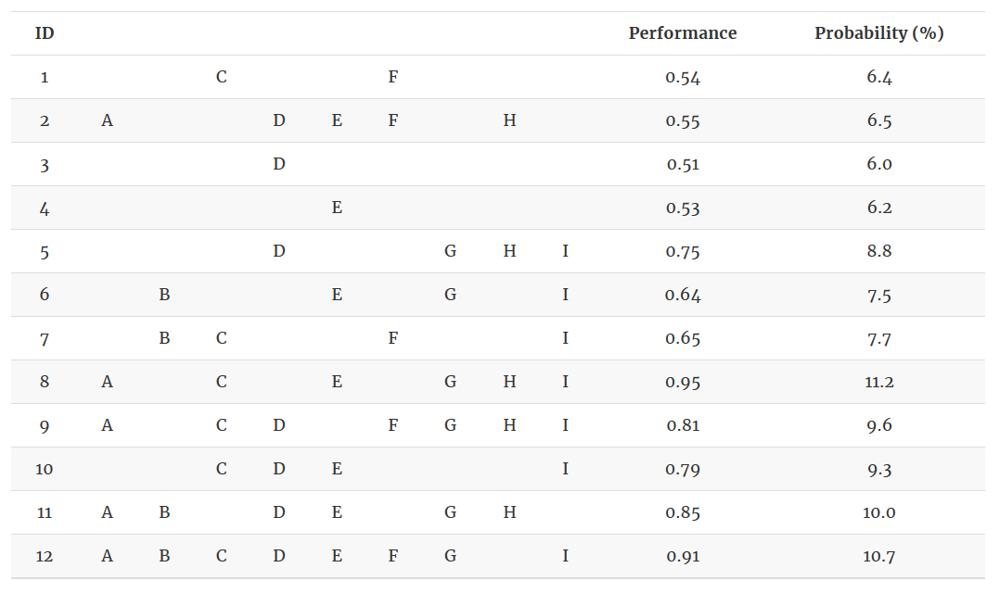 ID Performance Probability (%)
1 C F 0.54 6.4
2 A D E F H 0.55 6.5
3 D 0.51 6.0
4 E 0.53 6.2
5 D G H I 0.75 8.8
6 B E G I 0.64 7.5
7 B C F I 0.65 7.7
8 A C E G H I 0.95 11.2
9 A C D F G H I 0.81 9.6
10 C D E I 0.79 9.3
11 A B D E G H 0.85 10.0
12 A B C D E F G I 0.91 10.7